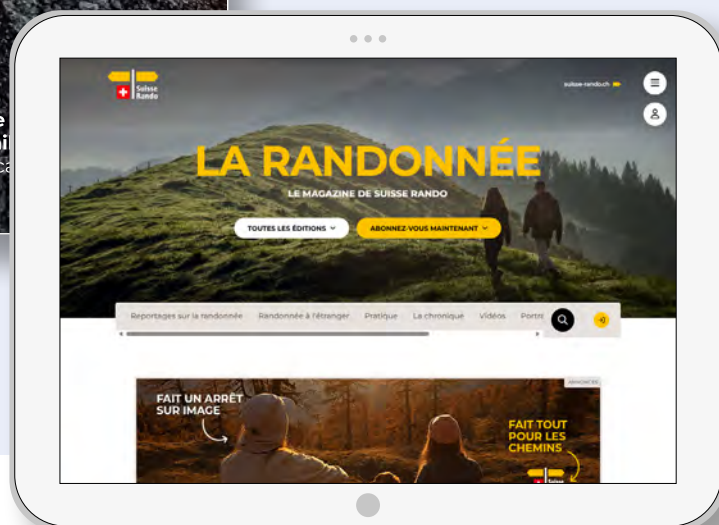 Suisse
Rando
suisse-rando.ch
LA RANDONNÉE
LE MAGAZINE DE SUISSE RANDO
TOUTES LES ÉDITIONS
ABONNEZ-VOUS MAINTENANT
Reportages sur la randonnée Randonnée à l'étranger Pratique La chronique Vidéos Portr
FAIT UN ARRÊT
SUR IMAGE
FAIT TOUT
POUR LES
CHEMINS
Suisse